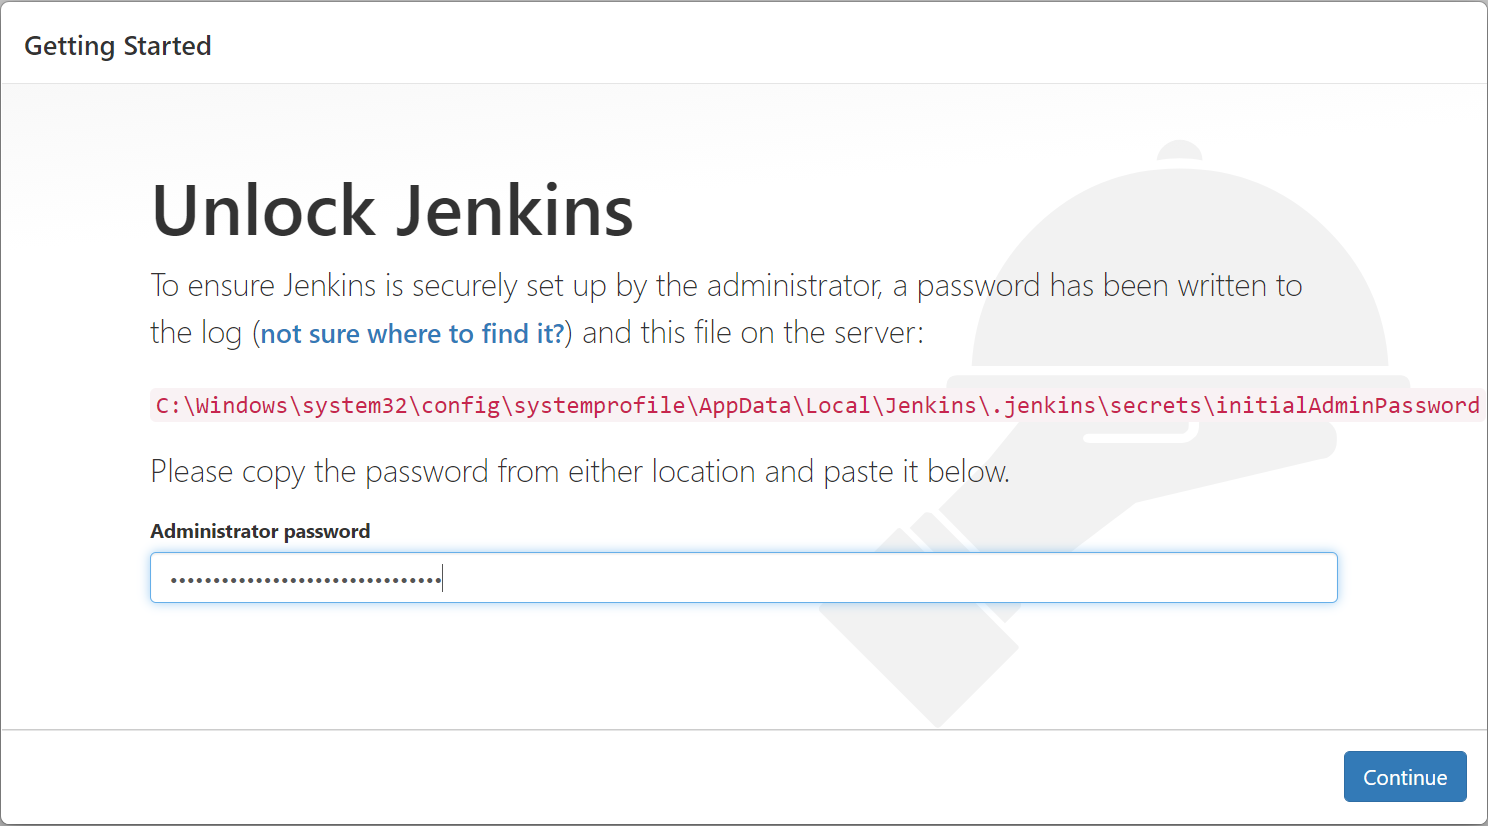 Getting Started
Unlock Jenkins
To ensure Jenkins is securely set up by the administrator, a password has been written to
the log (not sure where to find it?) and this file on the server:
C:\Windows\system32\config\systemprofile\AppData\Local\Jenkins\.jenkins\secrets\initialAdminPassword
Please copy the password from either location and paste it below.
Administrator password
••••••••••••••••••••••••••••••••
Continue